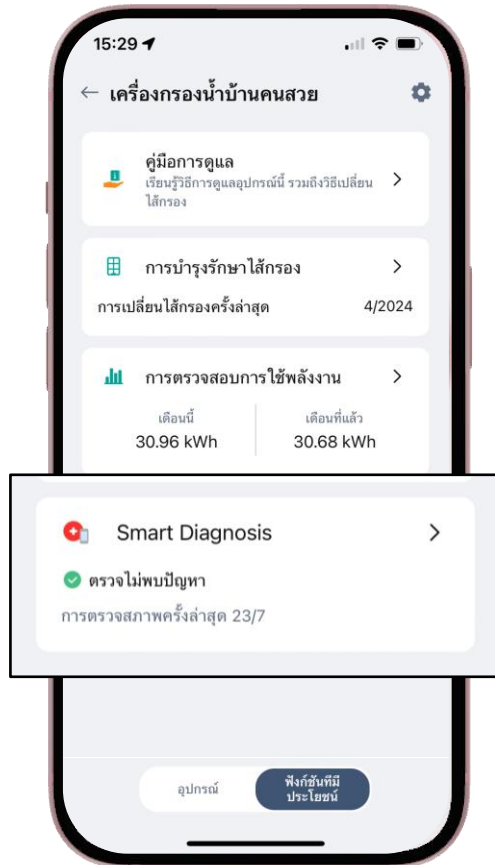 15:29
เครื่องกรองน้ำบ้านคนสวย
คู่มือการดูแล
เรียนรู้วิธีการดูแลอุปกรณ์นี้ รวมถึงวิธีเปลี่ยน
ไส้กรอง
การบำรุงรักษาไส้กรอง
การเปลี่ยนไส้กรองครั้งล่าสุด 4/2024
การตรวจสอบการใช้พลังงาน
เดือนนี้ เดือนที่แล้ว
30.96 kWh 30.68 kWh
Smart Diagnosis
ตรวจไม่พบปัญหา
การตรวจสภาพครั้งล่าสุด 23/7
อุปกรณ์
ฟังก์ชันที่มี
ประโยชน์